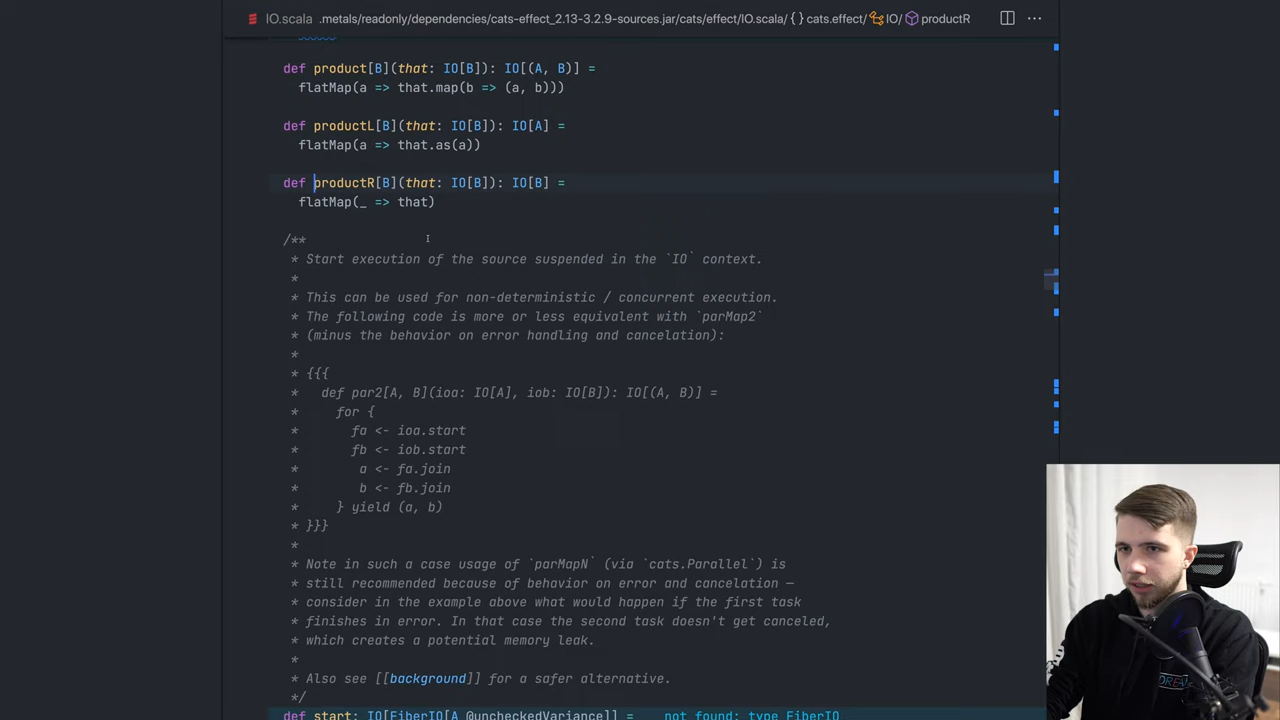 IO.scala .metals/readonly/dependencies/cats-effect_2.13-3.2.9-sources.jar/cats/effect/IO.scala/ {} cats.effect/ IO/ productR
def product[B](that: IO[B]): IO[(A, B)] =
flatMap(a => that.map(b => (a, b)))
def productL[B](that: IO[B]): IO[A] =
flatMap(a => that.as(a))
def productR[B](that: IO[B]): IO[B] =
flatMap(_ => that)
/**
* Start execution of the source suspended in the `IO` context.
*
* This can be used for non-deterministic / concurrent execution.
* The following code is more or less equivalent with `parMap2`
* (minus the behavior on error handling and cancelation):
*
* {{{
* def par2[A, B](ioa: IO[A], iob: IO[B]): IO[(A, B)] =
* for {
* fa <- ioa.start
* fb <- iob.start
* a <- fa.join
* b <- fb.join
* } yield (a, b)
* }}}
*
* Note in such a case usage of `parMapN` (via `cats.Parallel`) is
* still recommended because of behavior on error and cancelation —
* consider in the example above what would happen if the first task
* finishes in error. In that case the second task doesn't get canceled,
* which creates a potential memory leak.
*
* Also see [[background]] for a safer alternative.
*/
def start: IO[FiberIO[A @uncheckedVariance]] = not found: type FiberIO